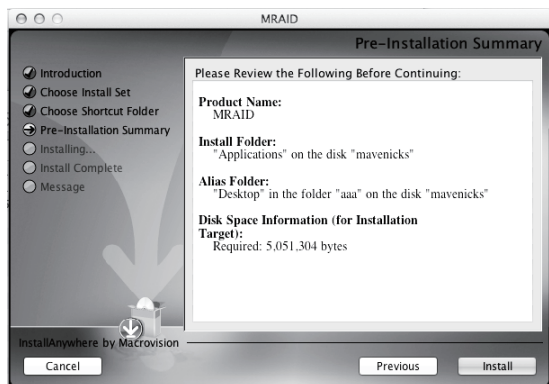 MRAID
Pre-Installation Summary
Introduction
Choose Install Set
Choose Shortcut Folder
Pre-Installation Summary
Installing...
Install Complete
Message
Please Review the Following Before Continuing:
Product Name:
MRAID
Install Folder:
"Applications" on the disk "mavenicks"
Alias Folder:
"Desktop" in the folder "aaa" on the disk "mavenicks"
Disk Space Information (for Installation
Target):
Required: 5,051,304 bytes
InstallAnywhere by Macrovision
Cancel
Previous
Install